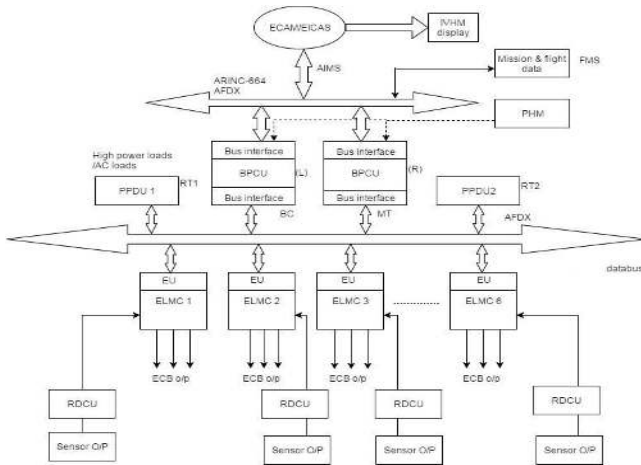 ECAM/EICAS
IVHM
display
AIMS
Mission & flight
data
FMS
ARINC-664
AFDX
PHM
Bus interface
BPCU
Bus interface
(L)
BC
Bus interface
BPCU
Bus interface
(R)
MT
High power loads
/AC loads
PPDU 1
RT1
PPDU2
RT2
AFDX
databus
EU
ELMC 1
EU
ELMC 2
EU
ELMC 3
EU
ELMC 6
ECB o/p
ECB o/p
ECB o/p
ECB o/p
RDCU
RDCU
RDCU
RDCU
Sensor O/P
Sensor O/P
Sensor O/P
Sensor O/P